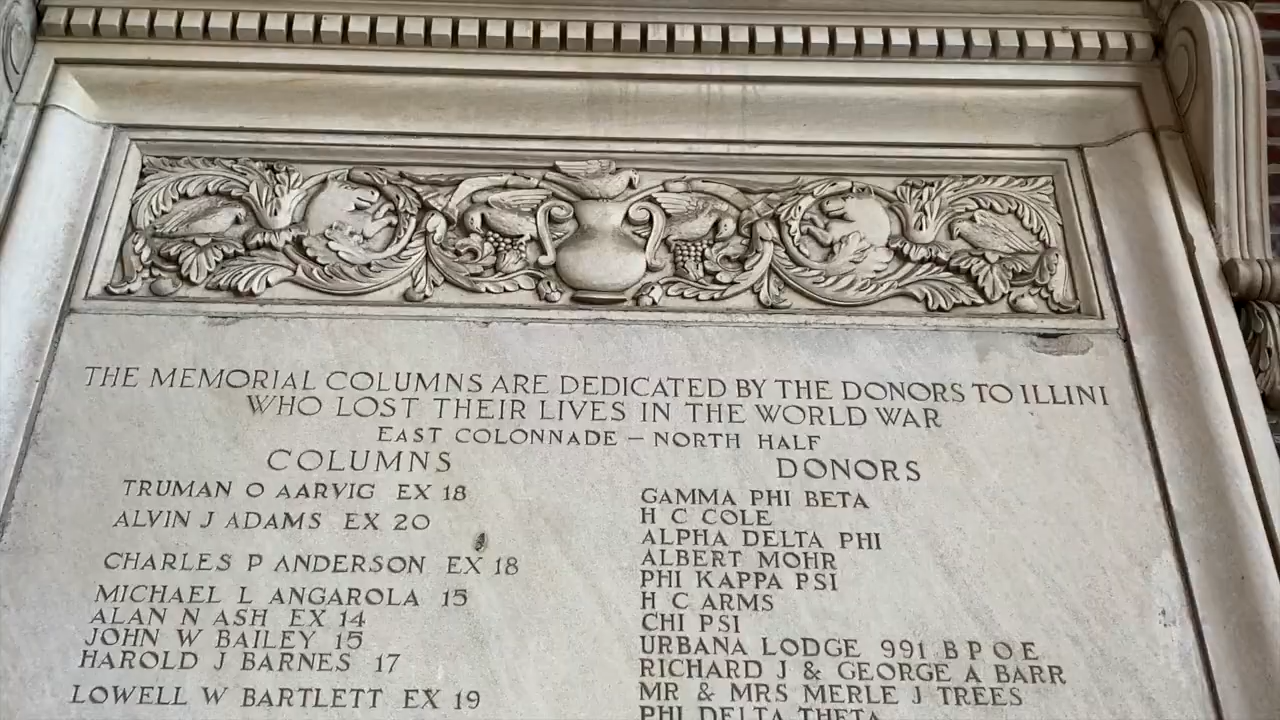 THE MEMORIAL COLUMNS ARE DEDICATED BY THE DONORS TO ILLINI
WHO LOST THEIR LIVES IN THE WORLD WAR
EAST COLONNADE – NORTH HALF
COLUMNS
TRUMAN O AARVIG EX 18
ALVIN J ADAMS EX 20
CHARLES P ANDERSON EX 18
MICHAEL L ANGAROLA 15
ALAN N ASH EX 14
JOHN W BAILEY 15
HAROLD J BARNES 17
LOWELL W BARTLETT EX 19
DONORS
GAMMA PHI BETA
H C COLE
ALPHA DELTA PHI
ALBERT MOHR
PHI KAPPA PSI
H C ARMS
CHI PSI
URBANA LODGE 991 B P O E
RICHARD J & GEORGE A BARR
MR & MRS MERLE J TREES
PHI DELTA THETA